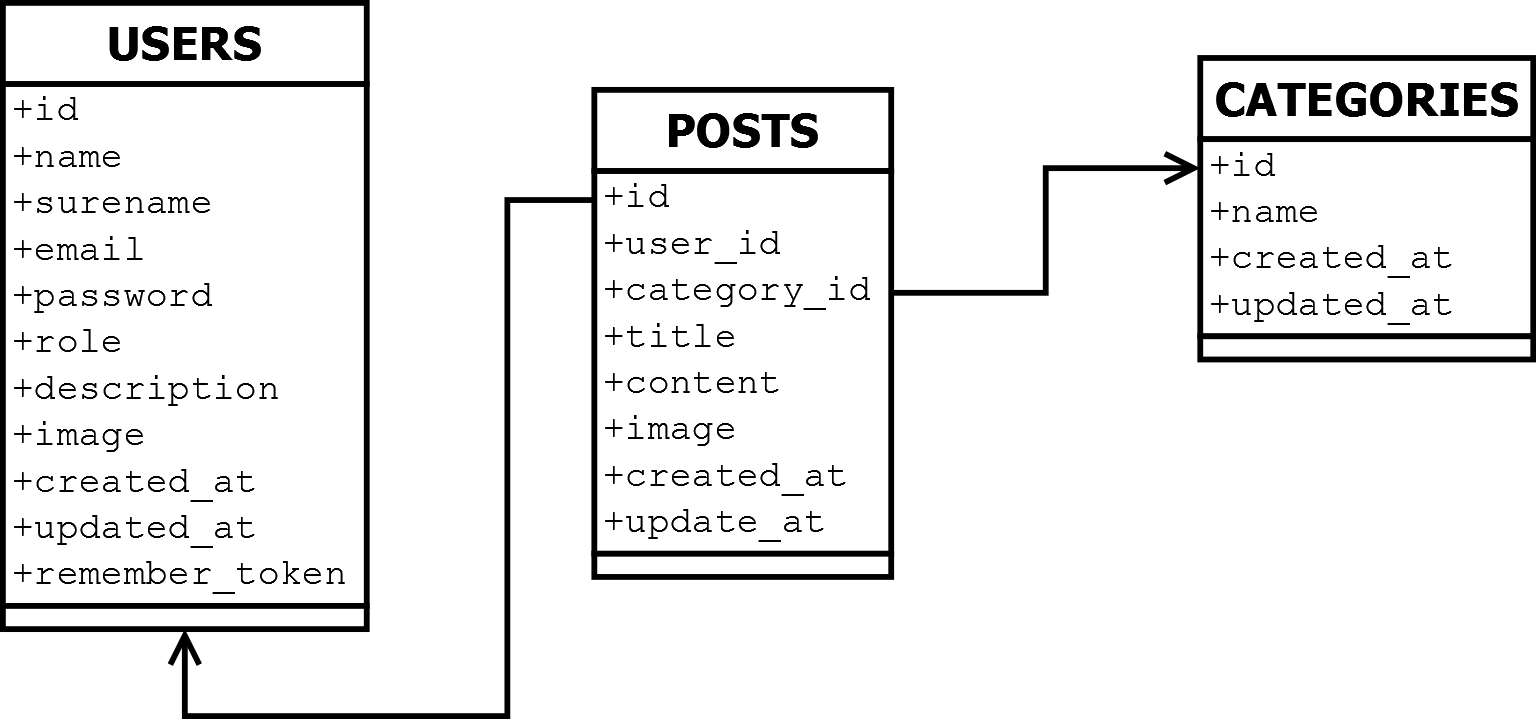 USERS
+id
+name
+surename
+email
+password
+role
+description
+image
+created_at
+updated_at
+remember_token
POSTS
+id
+user_id
+category_id
+title
+content
+image
+created_at
+update_at
CATEGORIES
+id
+name
+created_at
+updated_at